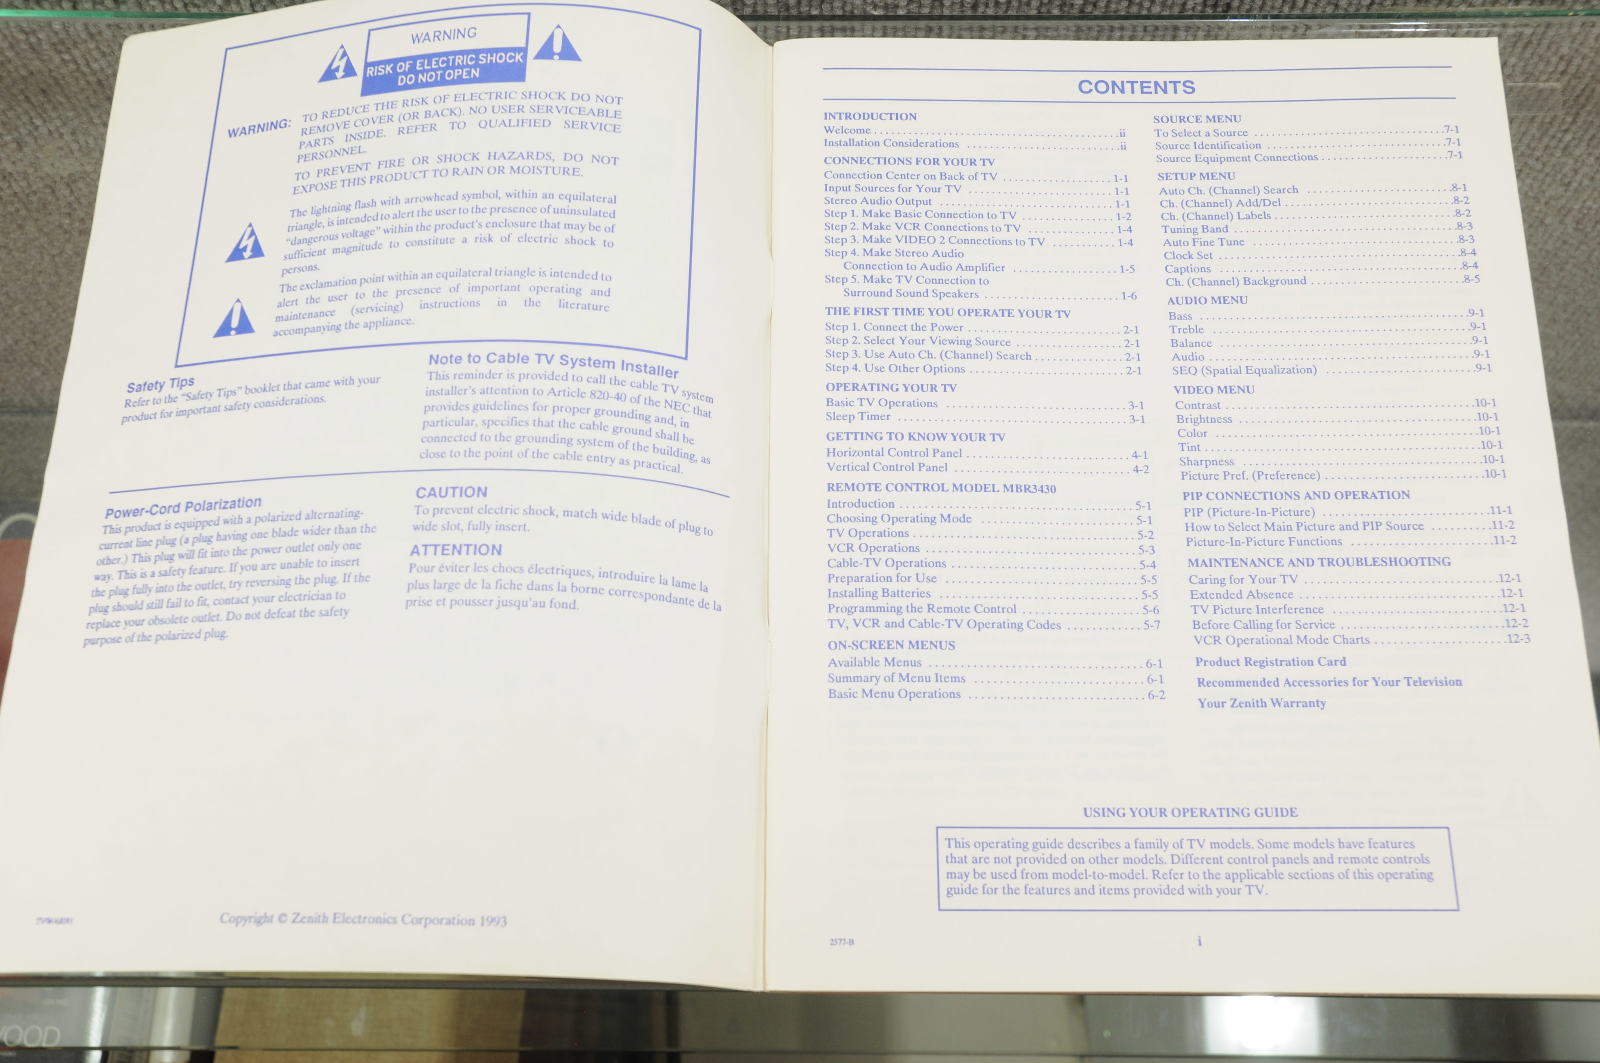 WARNING
RISK OF ELECTRIC SHOCK
DO NOT OPEN
WARNING:
TO REDUCE THE RISK OF ELECTRIC SHOCK DO NOT
REMOVE COVER (OR BACK). NO USER SERVICEABLE
PARTS INSIDE. REFER TO QUALIFIED SERVICE
PERSONNEL.
TO PREVENT FIRE OR SHOCK HAZARDS, DO NOT
EXPOSE THIS PRODUCT TO RAIN OR MOISTURE.
The lightning flash with arrowhead symbol, within an equilateral
triangle, is intended to alert the user to the presence of uninsulated
"dangerous voltage" within the product's enclosure that may be of
sufficient magnitude to constitute a risk of electric shock to
persons.
The exclamation point within an equilateral triangle is intended to
alert the user to the presence of important operating and
maintenance (servicing) instructions in the literature
accompanying the appliance.
Safety Tips
Refer to the "Safety Tips" booklet that came with your
product for important safety considerations.
Note to Cable TV System Installer
This reminder is provided to call the cable TV system
installer's attention to Article 820-40 of the NEC that
provides guidelines for proper grounding and, in
particular, specifies that the cable ground shall be
connected to the grounding system of the building, as
close to the point of the cable entry as practical.
Power-Cord Polarization
This product is equipped with a polarized alternating-
current line plug (a plug having one blade wider than the
other.) This plug will fit into the power outlet only one
way. This is a safety feature. If you are unable to insert
the plug fully into the outlet, try reversing the plug. If the
plug should still fail to fit, contact your electrician to
replace your obsolete outlet. Do not defeat the safety
purpose of the polarized plug.
CAUTION
To prevent electric shock, match wide blade of plug to
wide slot, fully insert.
ATTENTION
Pour éviter les chocs électriques, introduire la lame la
plus large de la fiche dans la borne correspondante de la
prise et pousser jusqu'au fond.
Copyright © Zenith Electronics Corporation 1993
CONTENTS
INTRODUCTION
Welcome . . . . . . . . . . ii
Installation Considerations . . . . . . . . . . ii
CONNECTIONS FOR YOUR TV
Connection Center on Back of TV . . . . . . . . . . 1-1
Input Sources for Your TV . . . . . . . . . . 1-1
Stereo Audio Output . . . . . . . . . . 1-1
Step 1. Make Basic Connection to TV . . . . . . . . . . 1-2
Step 2. Make VCR Connections to TV . . . . . . . . . . 1-4
Step 3. Make VIDEO 2 Connections to TV . . . . . . . . . . 1-4
Step 4. Make Stereo Audio
Connection to Audio Amplifier . . . . . . . . . . 1-5
Step 5. Make TV Connection to
Surround Sound Speakers . . . . . . . . . . 1-6
THE FIRST TIME YOU OPERATE YOUR TV
Step 1. Connect the Power . . . . . . . . . . 2-1
Step 2. Select Your Viewing Source . . . . . . . . . . 2-1
Step 3. Use Auto Ch. (Channel) Search . . . . . . . . . . 2-1
Step 4. Use Other Options . . . . . . . . . . 2-1
OPERATING YOUR TV
Basic TV Operations . . . . . . . . . . 3-1
Sleep Timer . . . . . . . . . . 3-1
GETTING TO KNOW YOUR TV
Horizontal Control Panel . . . . . . . . . . 4-1
Vertical Control Panel . . . . . . . . . . 4-2
REMOTE CONTROL MODEL MBR3430
Introduction . . . . . . . . . . 5-1
Choosing Operating Mode . . . . . . . . . . 5-1
TV Operations . . . . . . . . . . 5-2
VCR Operations . . . . . . . . . . 5-3
Cable-TV Operations . . . . . . . . . . 5-4
Preparation for Use . . . . . . . . . . 5-5
Installing Batteries . . . . . . . . . . 5-5
Programming the Remote Control . . . . . . . . . . 5-6
TV, VCR and Cable-TV Operating Codes . . . . . . . . . . 5-7
ON-SCREEN MENUS
Available Menus . . . . . . . . . . 6-1
Summary of Menu Items . . . . . . . . . . 6-1
Basic Menu Operations . . . . . . . . . . 6-2
SOURCE MENU
To Select a Source . . . . . . . . . . 7-1
Source Identification . . . . . . . . . . 7-1
Source Equipment Connections . . . . . . . . . . 7-1
SETUP MENU
Auto Ch. (Channel) Search . . . . . . . . . . 8-1
Ch. (Channel) Add/Del . . . . . . . . . . 8-2
Ch. (Channel) Labels . . . . . . . . . . 8-2
Tuning Band . . . . . . . . . . 8-3
Auto Fine Tune . . . . . . . . . . 8-3
Clock Set . . . . . . . . . . 8-4
Captions . . . . . . . . . . 8-4
Ch. (Channel) Background . . . . . . . . . . 8-5
AUDIO MENU
Bass . . . . . . . . . . 9-1
Treble . . . . . . . . . . 9-1
Balance . . . . . . . . . . 9-1
Audio . . . . . . . . . . 9-1
SEQ (Spatial Equalization) . . . . . . . . . . 9-1
VIDEO MENU
Contrast . . . . . . . . . . 10-1
Brightness . . . . . . . . . . 10-1
Color . . . . . . . . . . 10-1
Tint . . . . . . . . . . 10-1
Sharpness . . . . . . . . . . 10-1
Picture Pref. (Preference) . . . . . . . . . . 10-1
PIP CONNECTIONS AND OPERATION
PIP (Picture-In-Picture) . . . . . . . . . . 11-1
How to Select Main Picture and PIP Source . . . . . . . . . . 11-2
Picture-In-Picture Functions . . . . . . . . . . 11-2
MAINTENANCE AND TROUBLESHOOTING
Caring for Your TV . . . . . . . . . . 12-1
Extended Absence . . . . . . . . . . 12-1
TV Picture Interference . . . . . . . . . . 12-1
Before Calling for Service . . . . . . . . . . 12-2
VCR Operational Mode Charts . . . . . . . . . . 12-3
Product Registration Card
Recommended Accessories for Your Television
Your Zenith Warranty
USING YOUR OPERATING GUIDE
This operating guide describes a family of TV models. Some models have features
that are not provided on other models. Different control panels and remote controls
may be used from model-to-model. Refer to the applicable sections of this operating
guide for the features and items provided with your TV.
2577-B
i